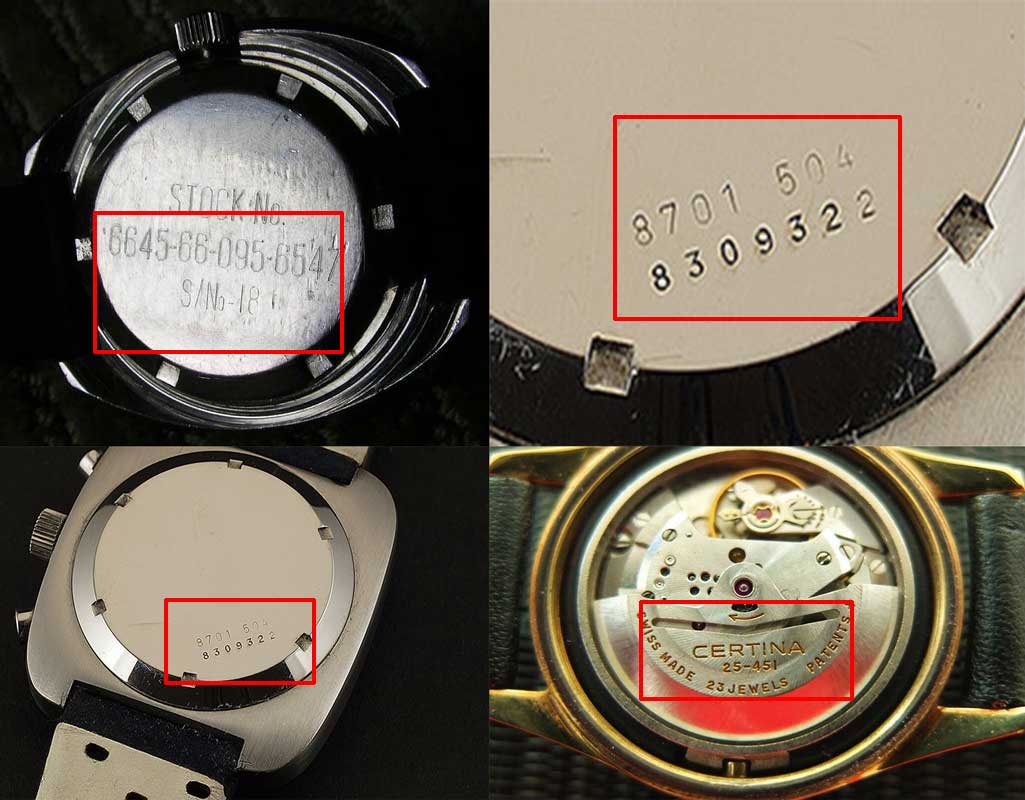 STOCK No.
6645-66-095-6547
S/No-18
8701 504
8309322
8701 504
8309322
CERTINA
25-451
SWISS MADE 23 JEWELS PATENTS